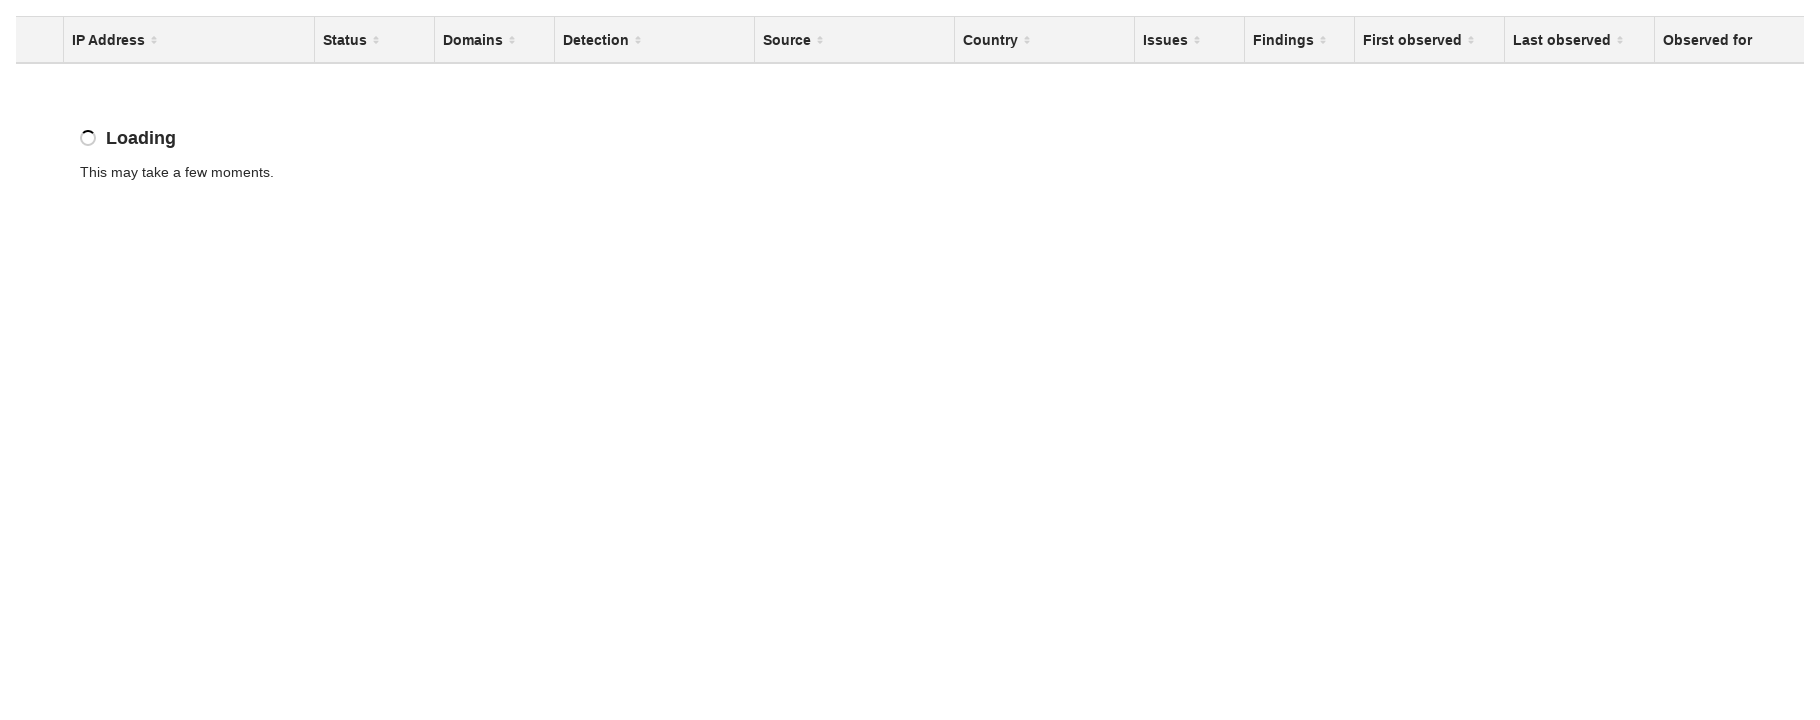 IP Address Status Domains Detection Source Country Issues Findings First observed Last observed Observed for
Loading
This may take a few moments.